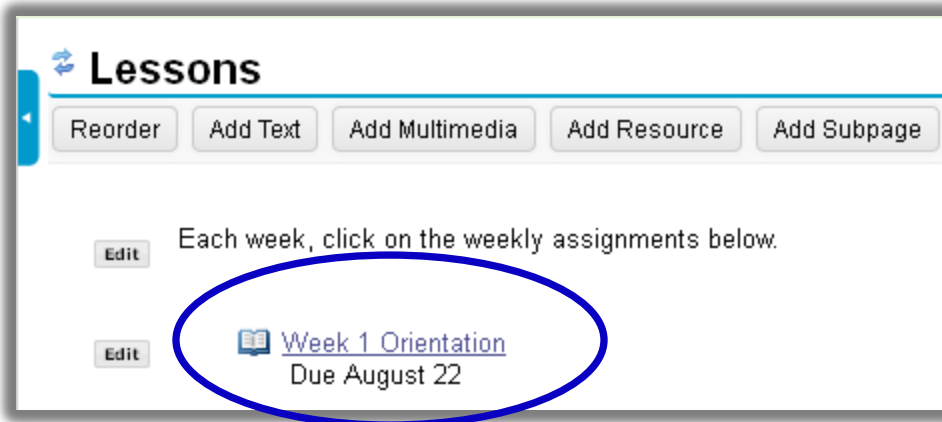 Lessons
Reorder Add Text Add Multimedia Add Resource Add Subpage
Edit Each week, click on the weekly assignments below.
Edit Week 1 Orientation
Due August 22